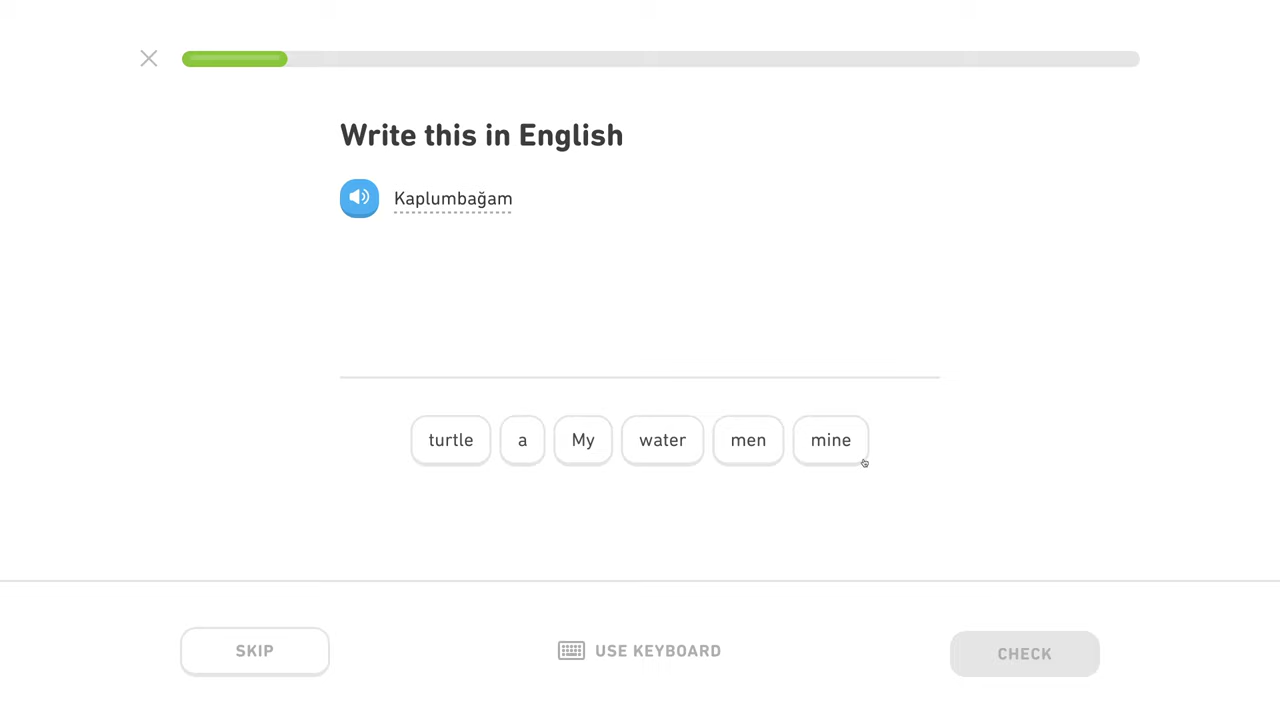 Write this in English
Kaplumbağam
turtle a My water men mine
SKIP USE KEYBOARD CHECK